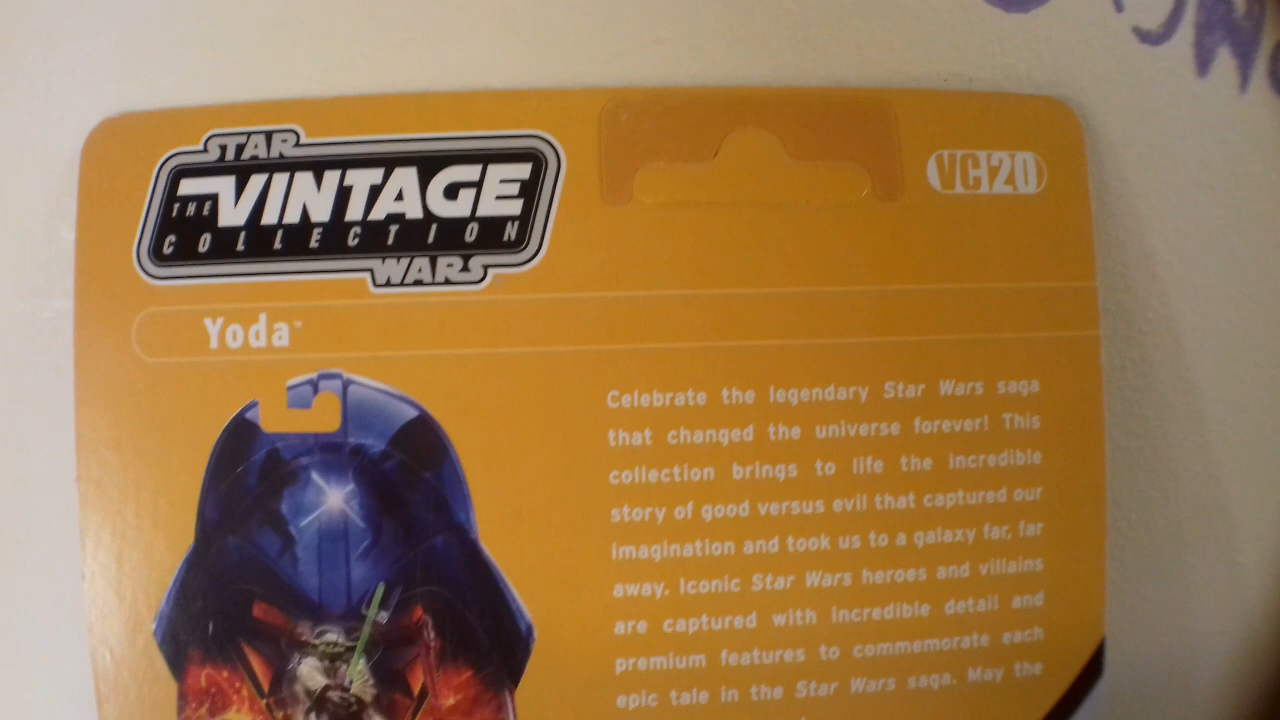 STAR
THE VINTAGE
COLLECTION
WARS
VC20
Yoda™
Celebrate the legendary Star Wars saga
that changed the universe forever! This
collection brings to life the incredible
story of good versus evil that captured our
imagination and took us to a galaxy far, far
away. Iconic Star Wars heroes and villains
are captured with incredible detail and
premium features to commemorate each
epic tale in the Star Wars saga. May the